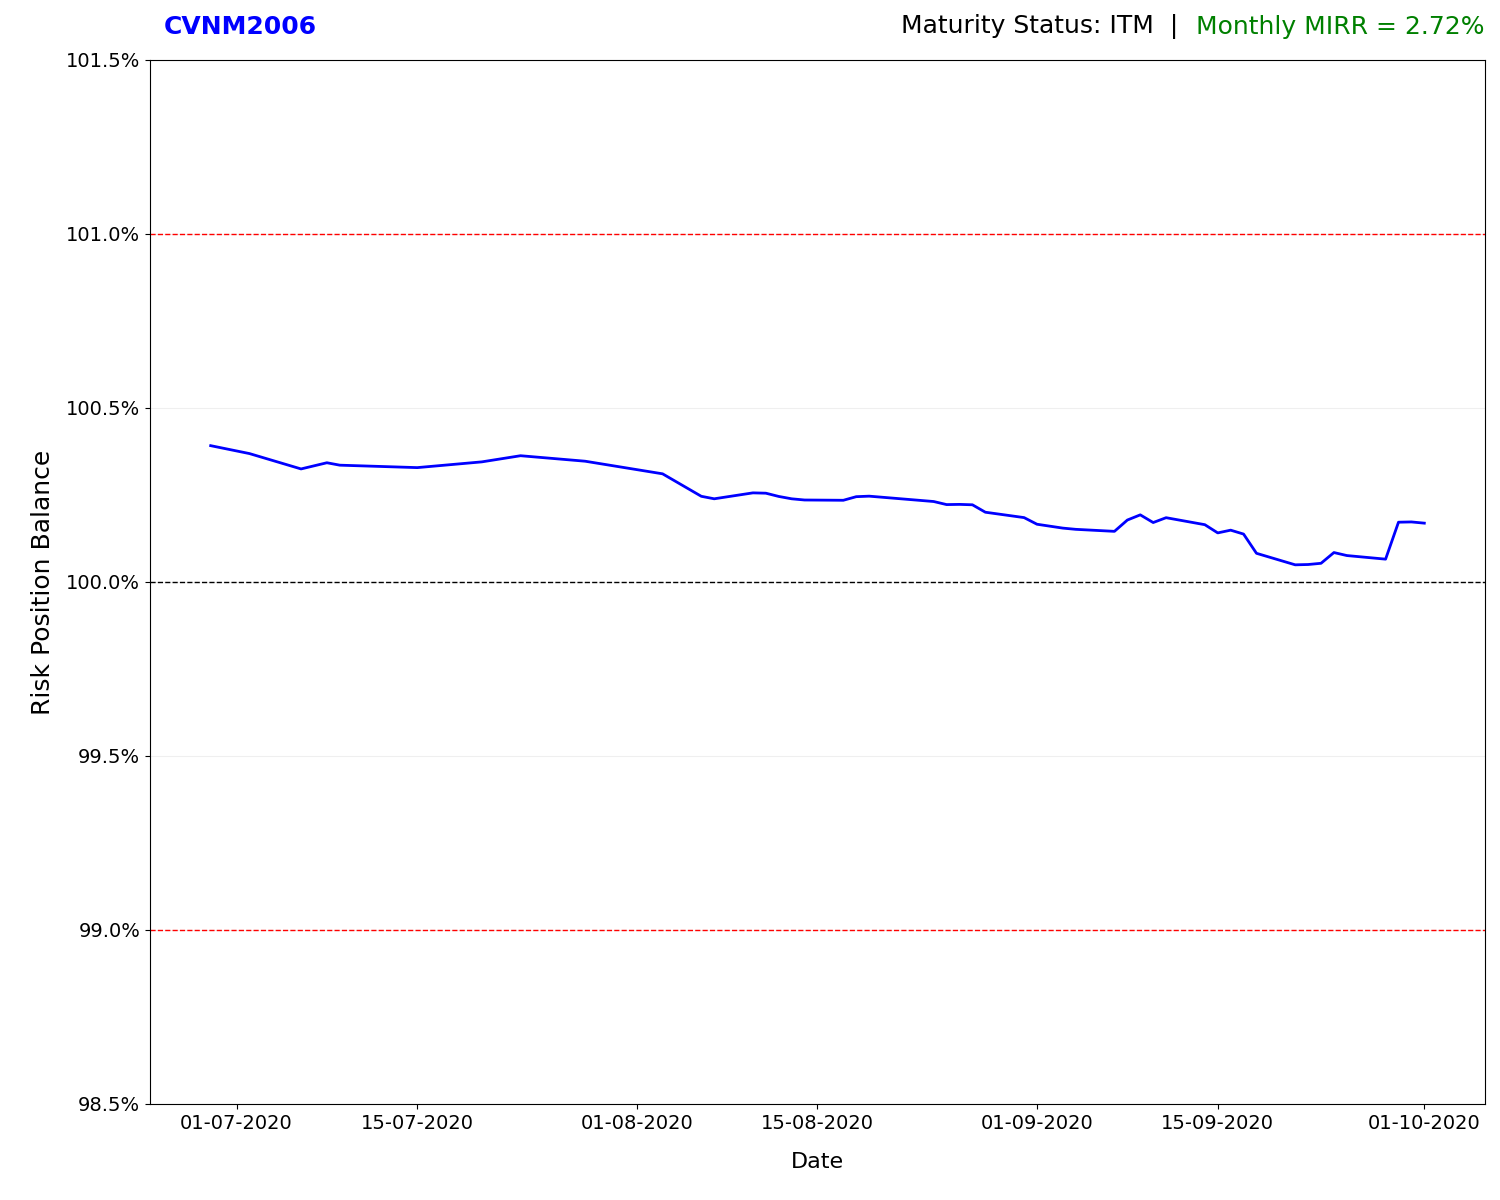 CVNM2006
Maturity Status: ITM | Monthly MIRR = 2.72%
101.5%
101.0%
100.5%
100.0%
99.5%
99.0%
98.5%
Risk Position Balance
01-07-2020 15-07-2020 01-08-2020 15-08-2020 01-09-2020 15-09-2020 01-10-2020
Date